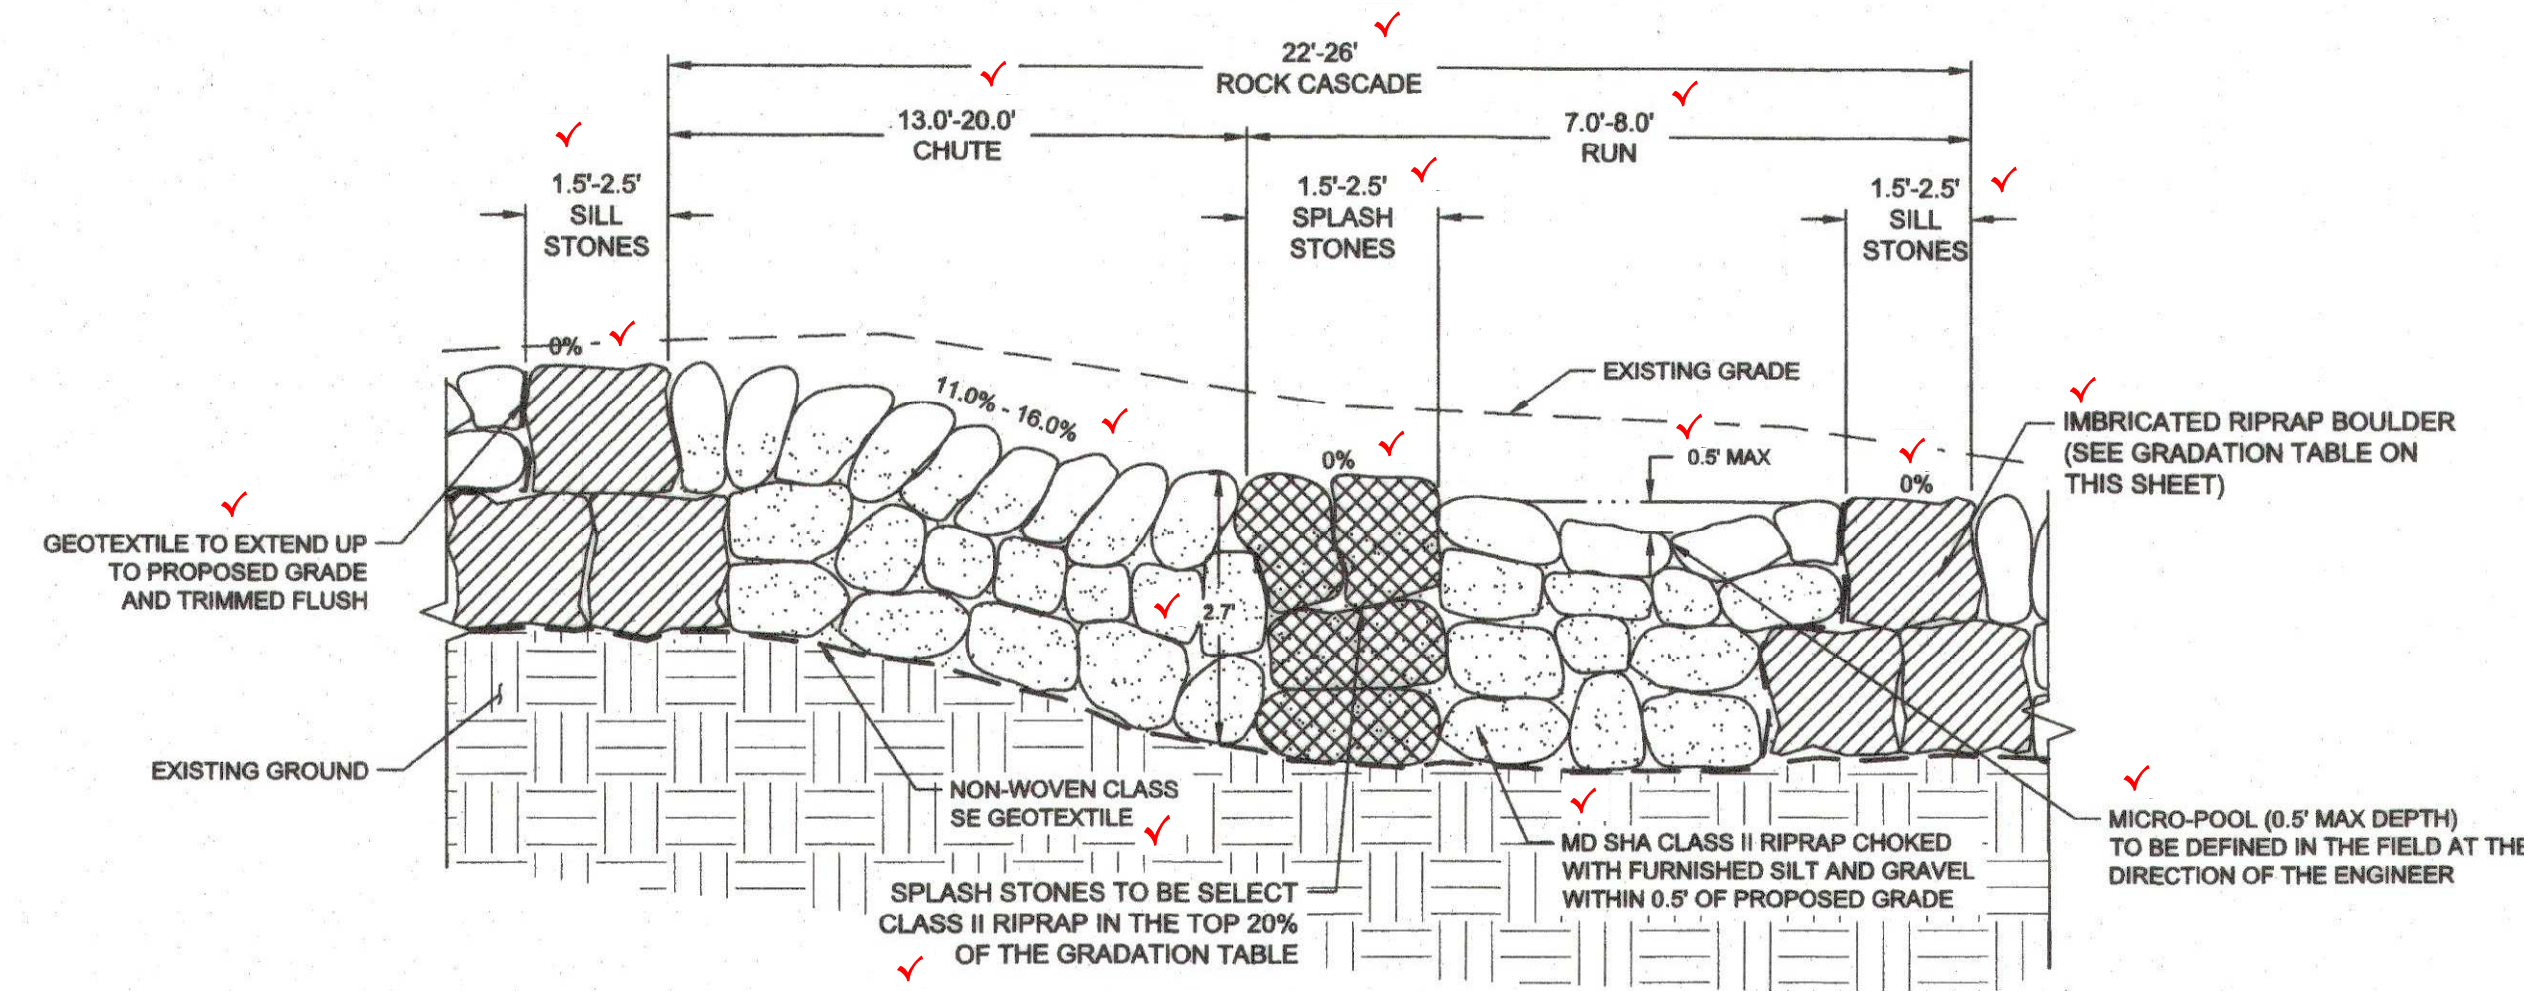 22'-26'
ROCK CASCADE
13.0'-20.0'
CHUTE
7.0'-8.0'
RUN
1.5'-2.5'
SILL
STONES
1.5'-2.5'
SPLASH
STONES
1.5'-2.5'
SILL
STONES
0%
11.0% - 16.0%
EXISTING GRADE
0%
0.5' MAX
0%
IMBRICATED RIPRAP BOULDER
(SEE GRADATION TABLE ON
THIS SHEET)
GEOTEXTILE TO EXTEND UP
TO PROPOSED GRADE
AND TRIMMED FLUSH
2.7'
EXISTING GROUND
NON-WOVEN CLASS
SE GEOTEXTILE
SPLASH STONES TO BE SELECT
CLASS II RIPRAP IN THE TOP 20%
OF THE GRADATION TABLE
MD SHA CLASS II RIPRAP CHOKED
WITH FURNISHED SILT AND GRAVEL
WITHIN 0.5' OF PROPOSED GRADE
MICRO-POOL (0.5' MAX DEPTH)
TO BE DEFINED IN THE FIELD AT THE
DIRECTION OF THE ENGINEER